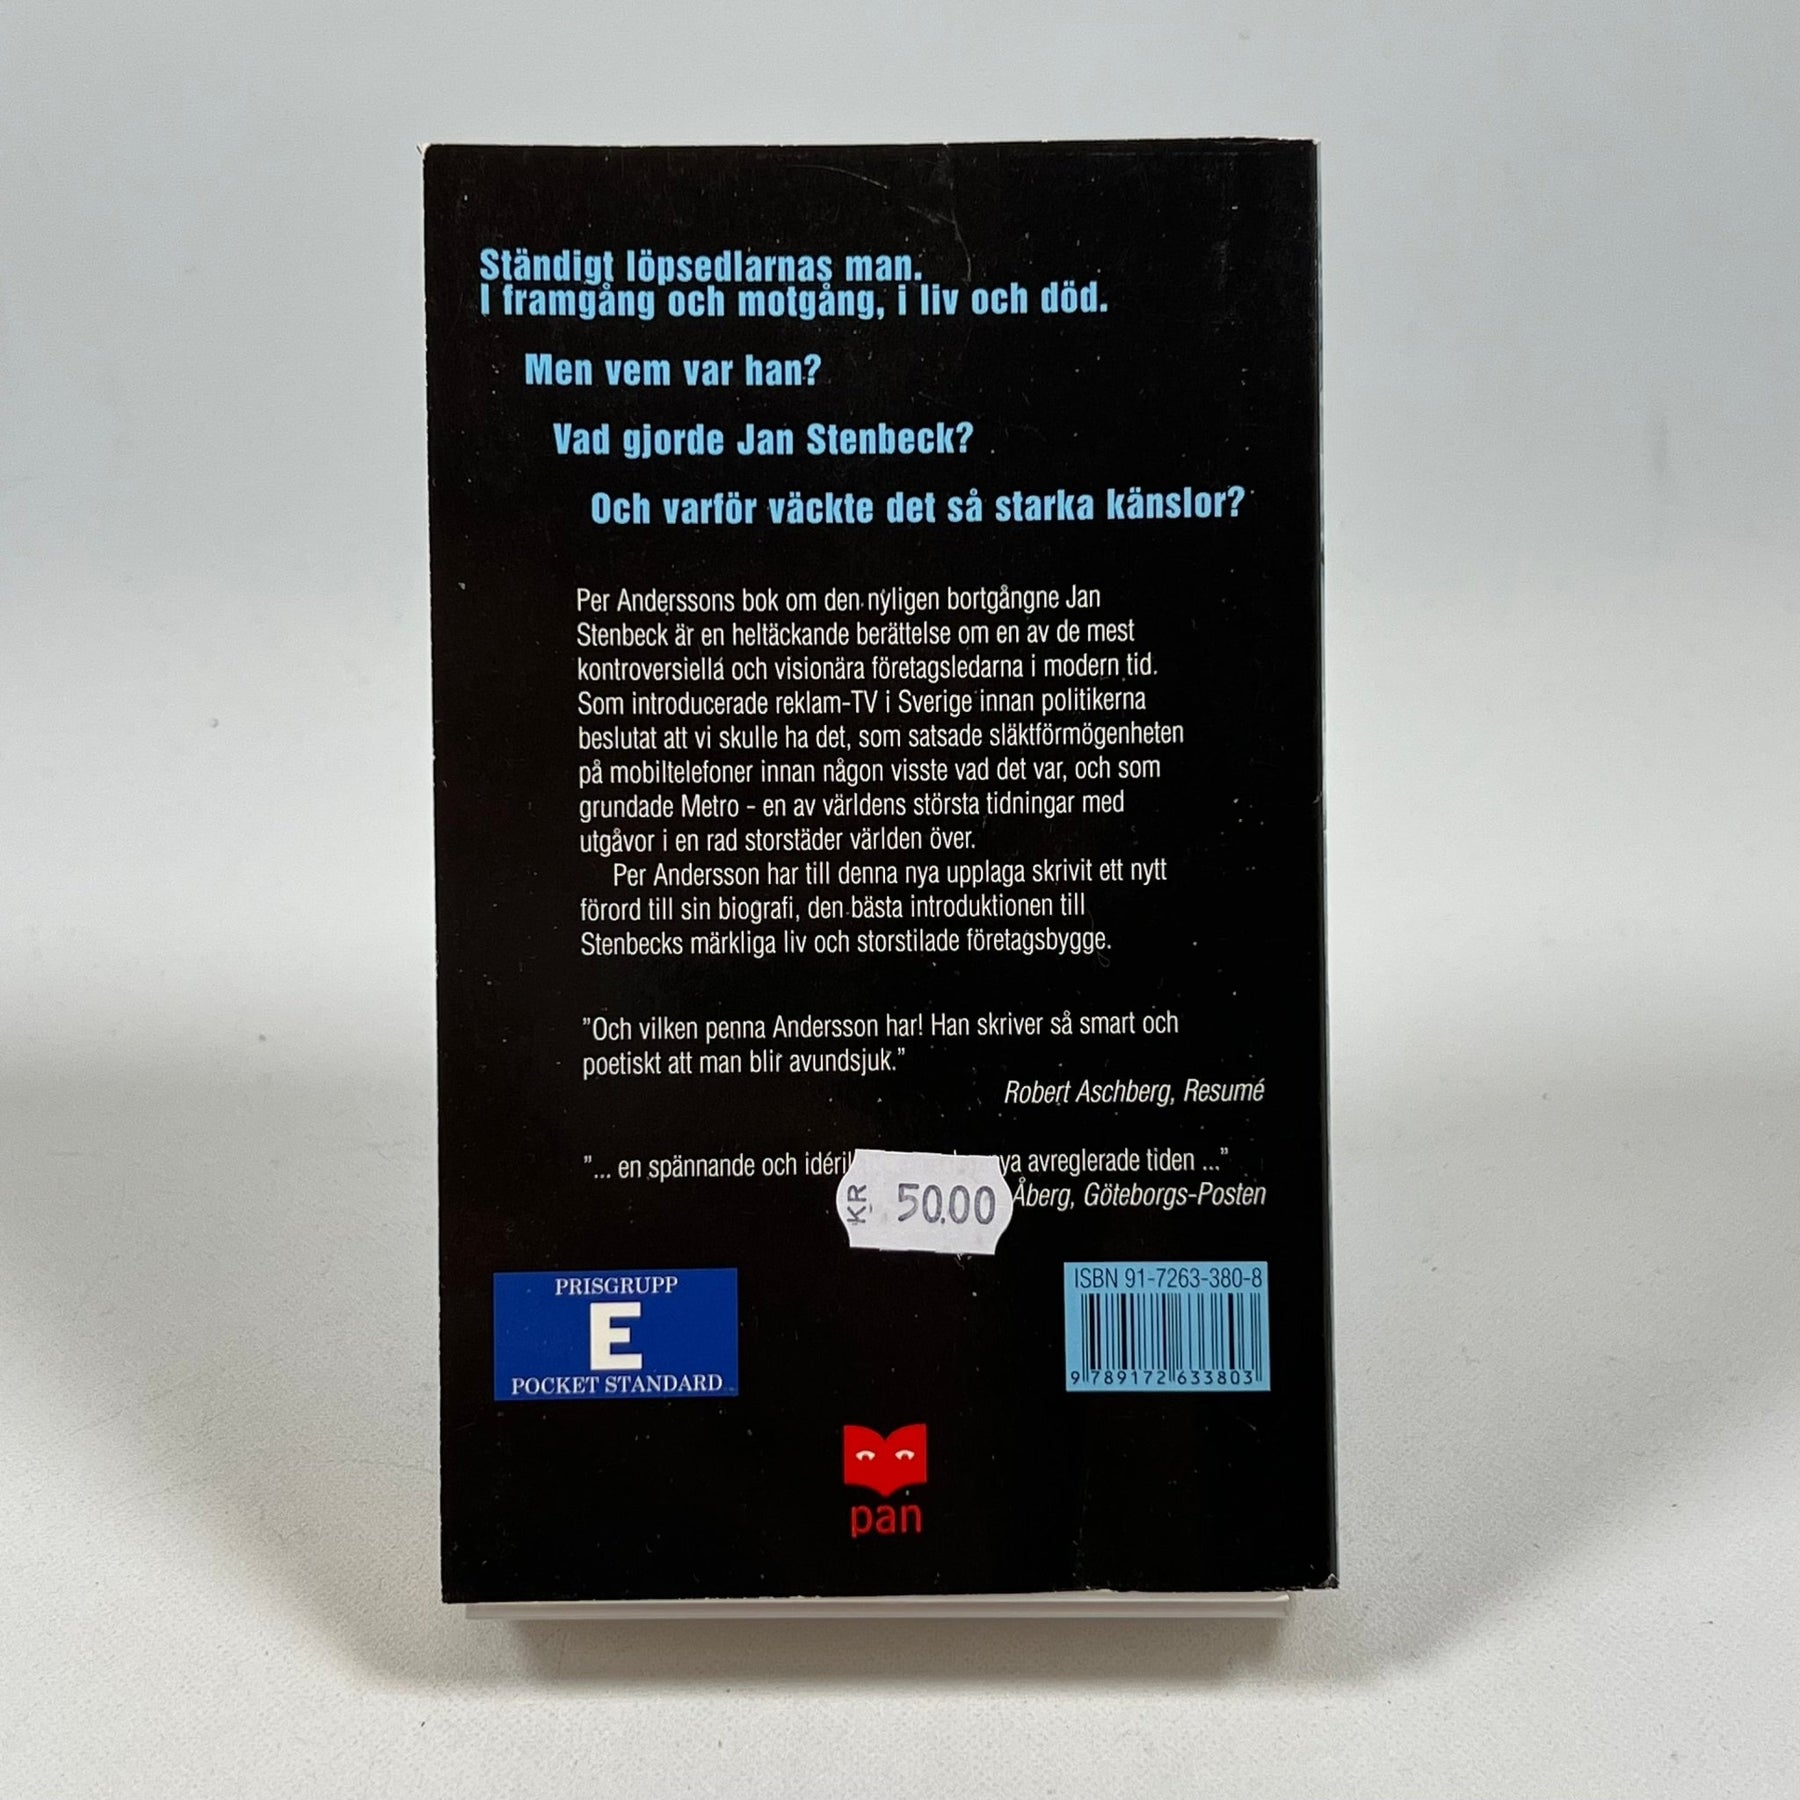 Ständigt löpsedlarnas man.
I framgång och motgång, i liv och död.
Men vem var han?
Vad gjorde Jan Stenbeck?
Och varför väckte det så starka känslor?
Per Anderssons bok om den nyligen bortgångne Jan
Stenbeck är en heltäckande berättelse om en av de mest
kontroversiella och visionära företagsledarna i modern tid.
Som introducerade reklam-TV i Sverige innan politikerna
beslutat att vi skulle ha det, som satsade släktförmögenheten
på mobiltelefoner innan någon visste vad det var, och som
grundade Metro - en av världens största tidningar med
utgåvor i en rad storstäder världen över.
Per Andersson har till denna nya upplaga skrivit ett nytt
förord till sin biografi, den bästa introduktionen till
Stenbecks märkliga liv och storstilade företagsbygge.
"Och vilken penna Andersson har! Han skriver så smart och
poetiskt att man blir avundsjuk."
Robert Aschberg, Resumé
"... en spännande och avreglerade tiden ..."
Åberg, Göteborgs-Posten
KR 50.00
PRISGRUPP
E
POCKET STANDARD
ISBN 91-7263-380-8
9 789172 633803
pan